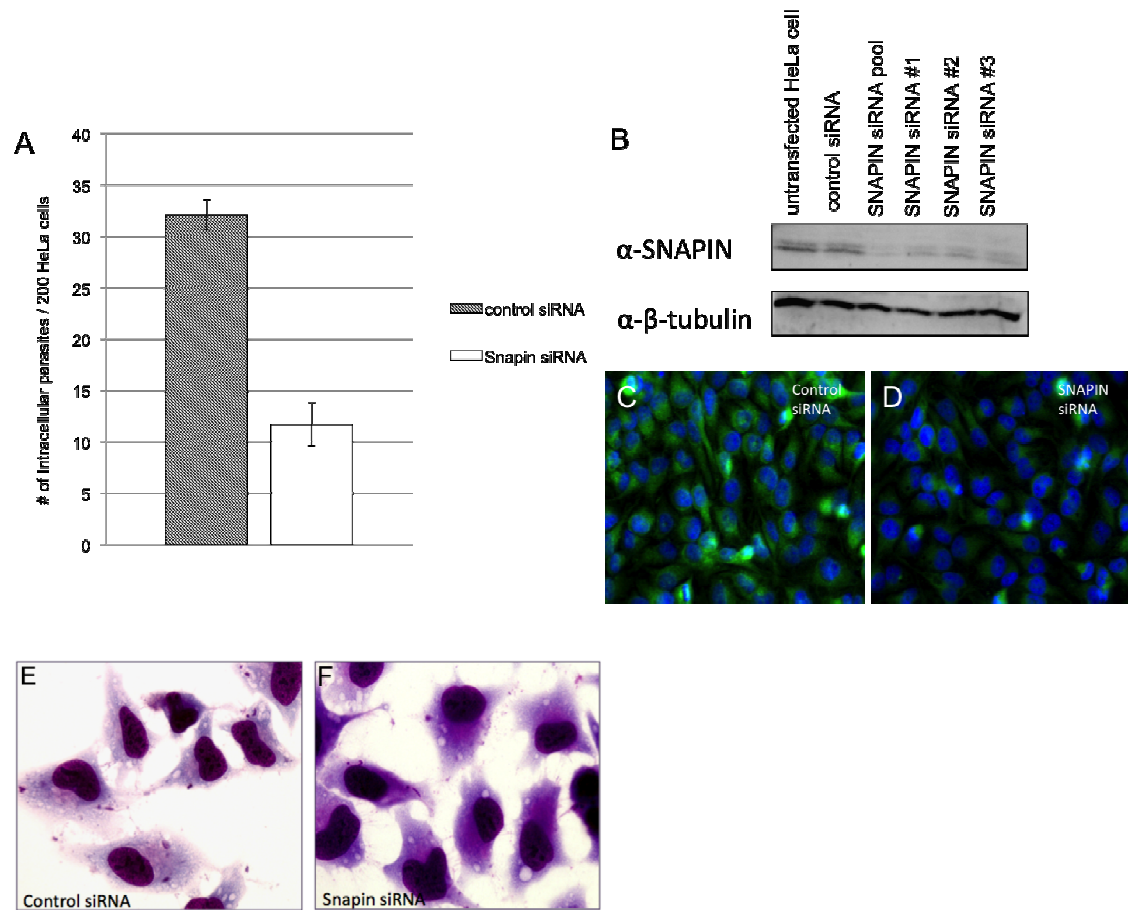 A
# of Intracellular parasites / 200 HeLa cells
40
35
30
25
20
15
10
5
0
control siRNA
Snapin siRNA
B
untransfected HeLa cell
control siRNA
SNAPIN siRNA pool
SNAPIN siRNA #1
SNAPIN siRNA #2
SNAPIN siRNA #3
α-SNAPIN
α-β-tubulin
C
Control
siRNA
D
SNAPIN
siRNA
E
Control siRNA
F
Snapin siRNA